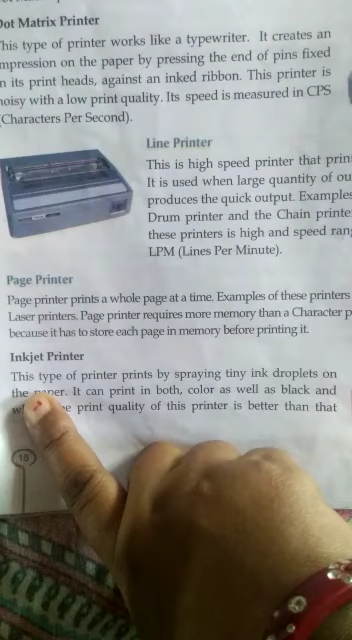 Dot Matrix Printer
This type of printer works like a typewriter. It creates an
impression on the paper by pressing the end of pins fixed
in its print heads, against an inked ribbon. This printer is
noisy with a low print quality. Its speed is measured in CPS
(Characters Per Second).
Line Printer
This is high speed printer that
It is used when large quantity of
produces the quick output. Examples
Drum printer and the Chain
these printers is high and speed
LPM (Lines Per Minute).
Page Printer
Page printer prints a whole page at a time. Examples of these printers
Laser printers. Page printer requires more memory than a Character
because it has to store each page in memory before printing it.
Inkjet Printer
This type of printer prints by spraying tiny ink droplets on
the paper. It can print in both, color as well as black and
print quality of this printer is better than that
18